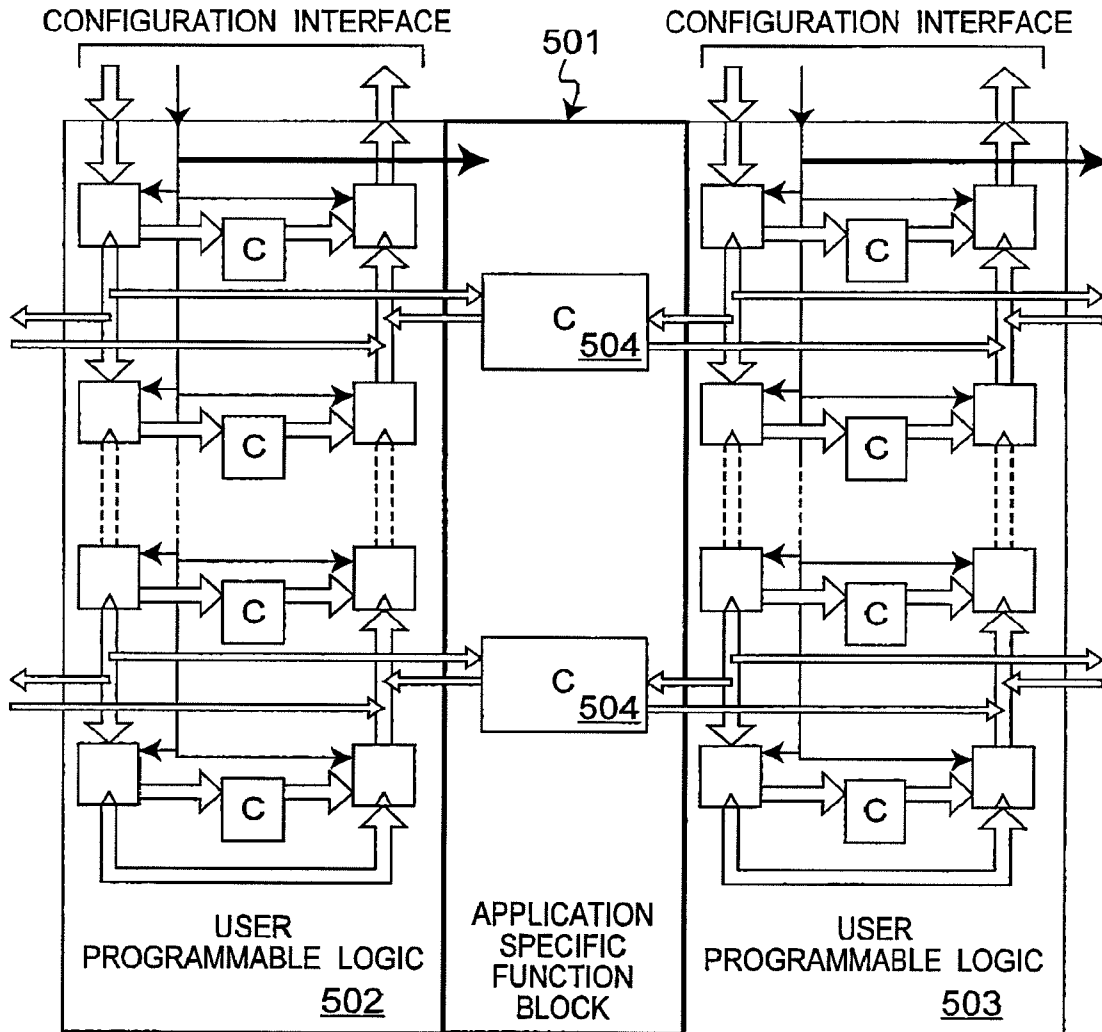 CONFIGURATION INTERFACE
CONFIGURATION INTERFACE
501
C
C
C
504
C
C
C
C
C
504
C
C
USER
PROGRAMMABLE LOGIC
502
APPLICATION
SPECIFIC
FUNCTION
BLOCK
USER
PROGRAMMABLE LOGIC
503